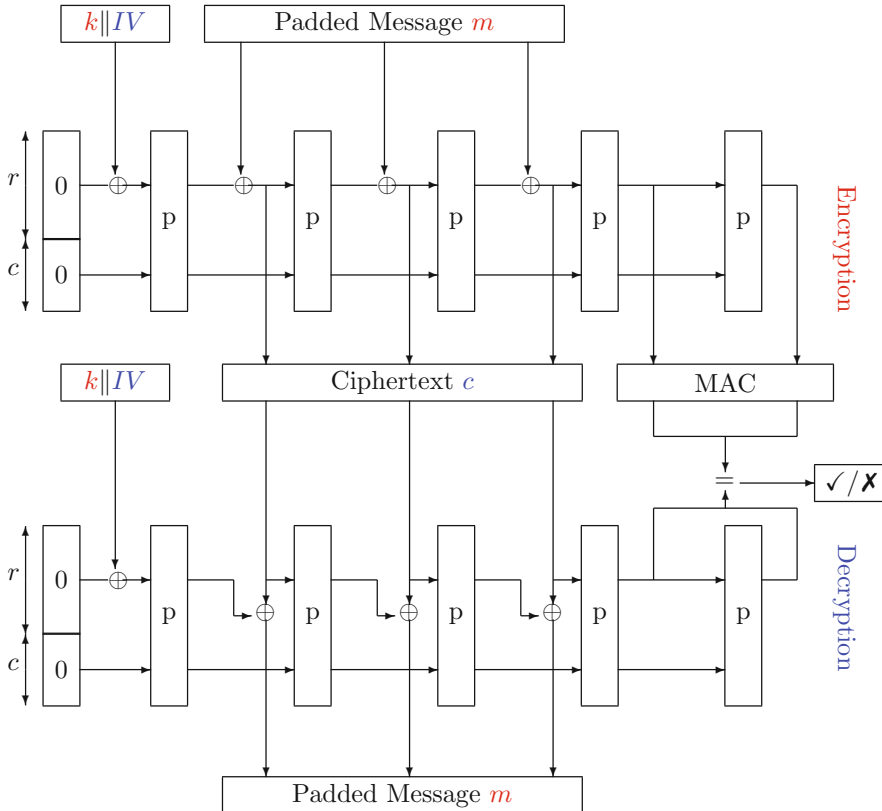 k||IV
Padded Message m
r
0
p
p
p
p
p
c
0
Encryption
k||IV
Ciphertext c
MAC
=
✓/✗
r
0
p
p
p
p
p
c
0
Decryption
Padded Message m